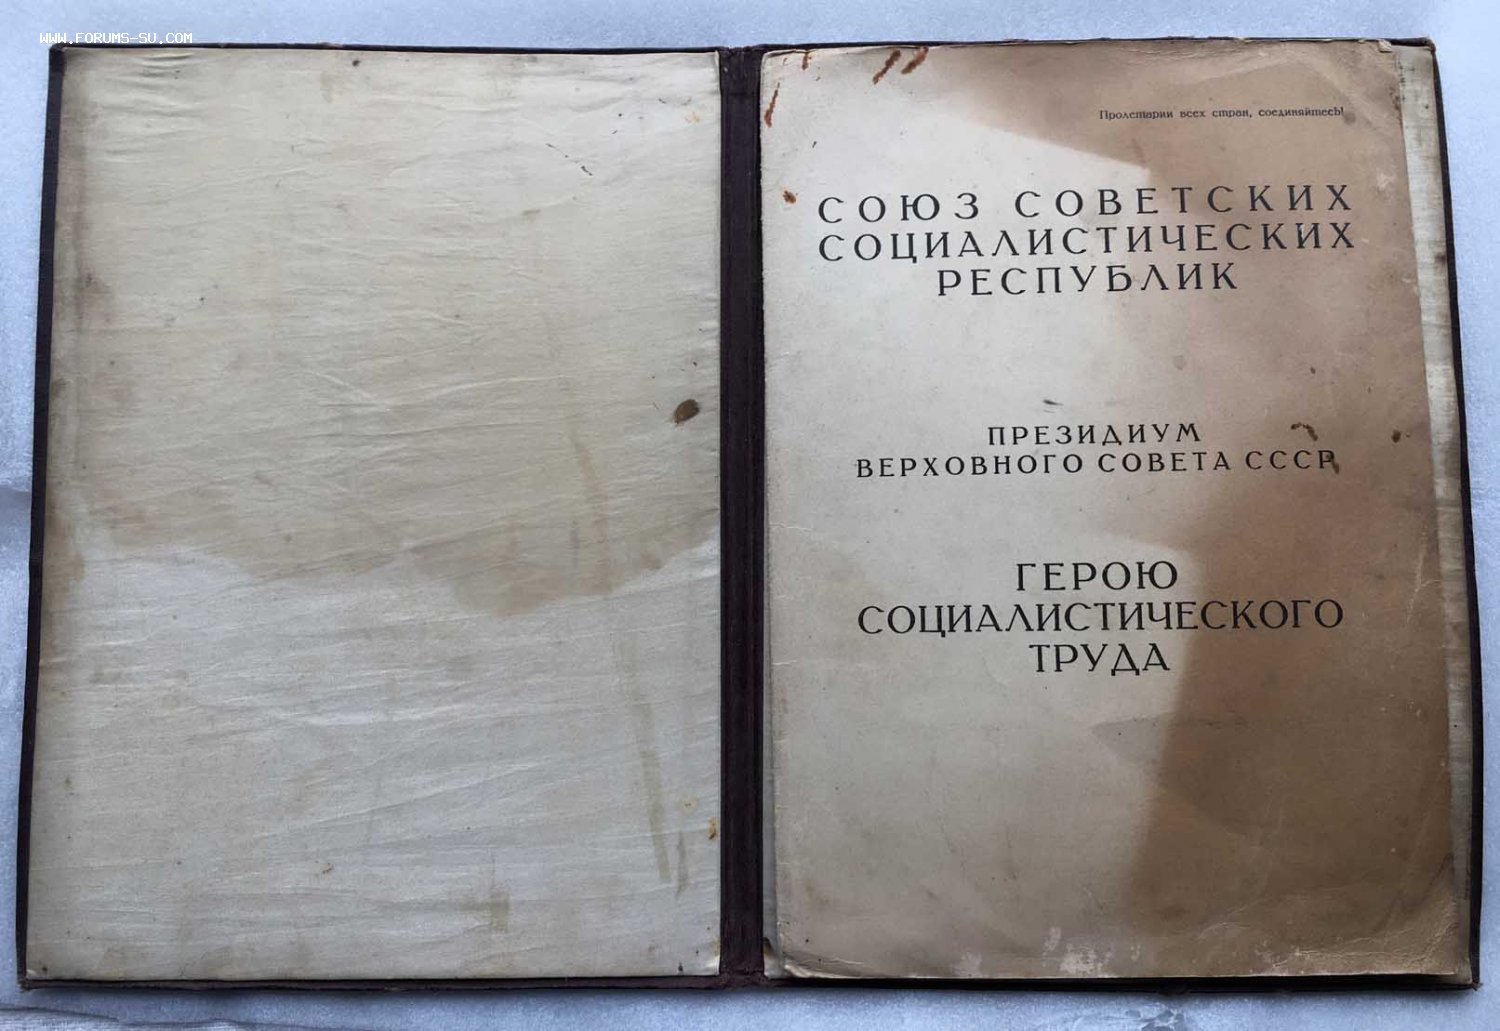 WWW.FORUMS-SU.COM
Пролетарии всех стран, соединяйтесь!
СОЮЗ СОВЕТСКИХ
СОЦИАЛИСТИЧЕСКИХ
РЕСПУБЛИК
ПРЕЗИДИУМ
ВЕРХОВНОГО СОВЕТА СССР
ГЕРОЮ
СОЦИАЛИСТИЧЕСКОГО
ТРУДА